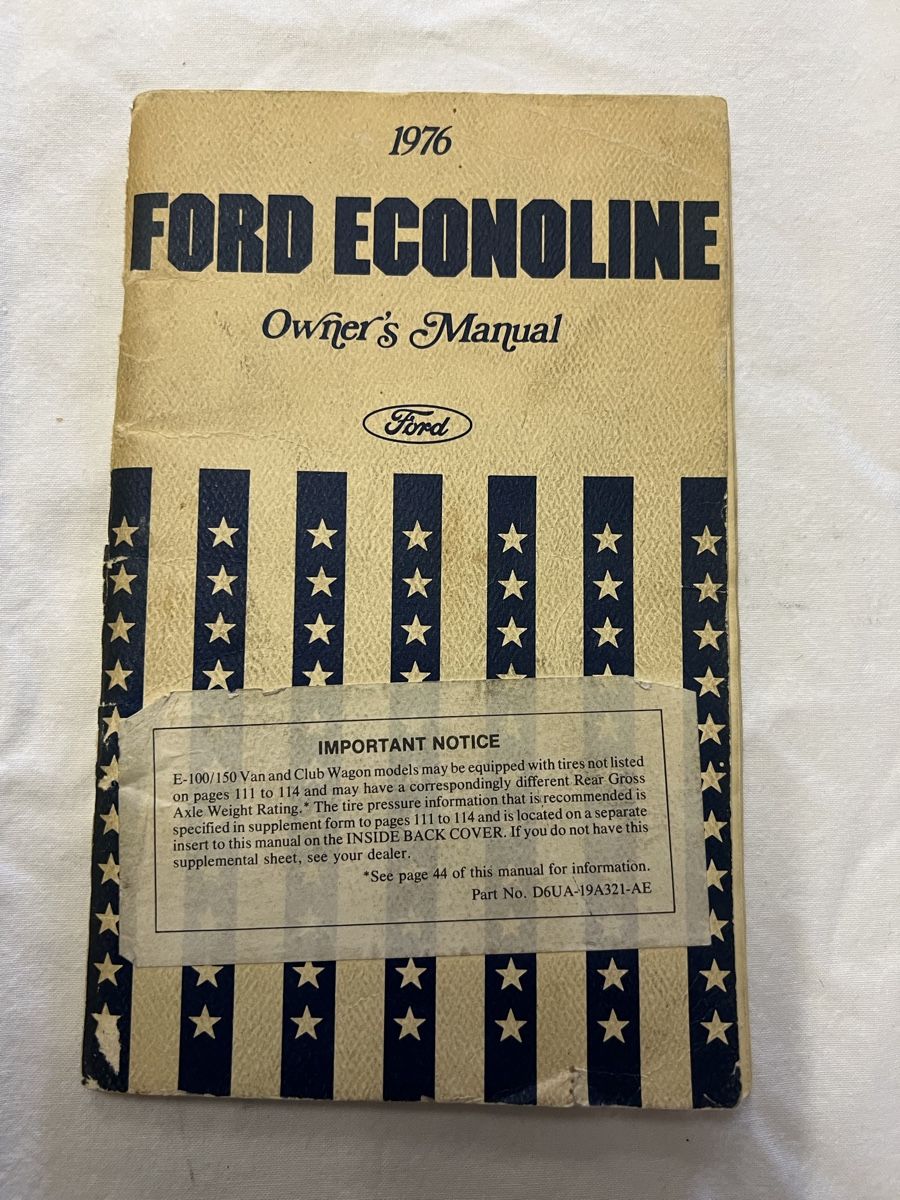 1976
FORD ECONOLINE
Owner's Manual
Ford
IMPORTANT NOTICE
E-100/150 Van and Club Wagon models may be equipped with tires not listed
on pages 111 to 114 and may have a correspondingly different Rear Gross
Axle Weight Rating.* The tire pressure information that is recommended is
specified in supplement form to pages 111 to 114 and is located on a separate
insert to this manual on the INSIDE BACK COVER. If you do not have this
supplemental sheet, see your dealer.
*See page 44 of this manual for information.
Part No. D6UA-19A321-AE